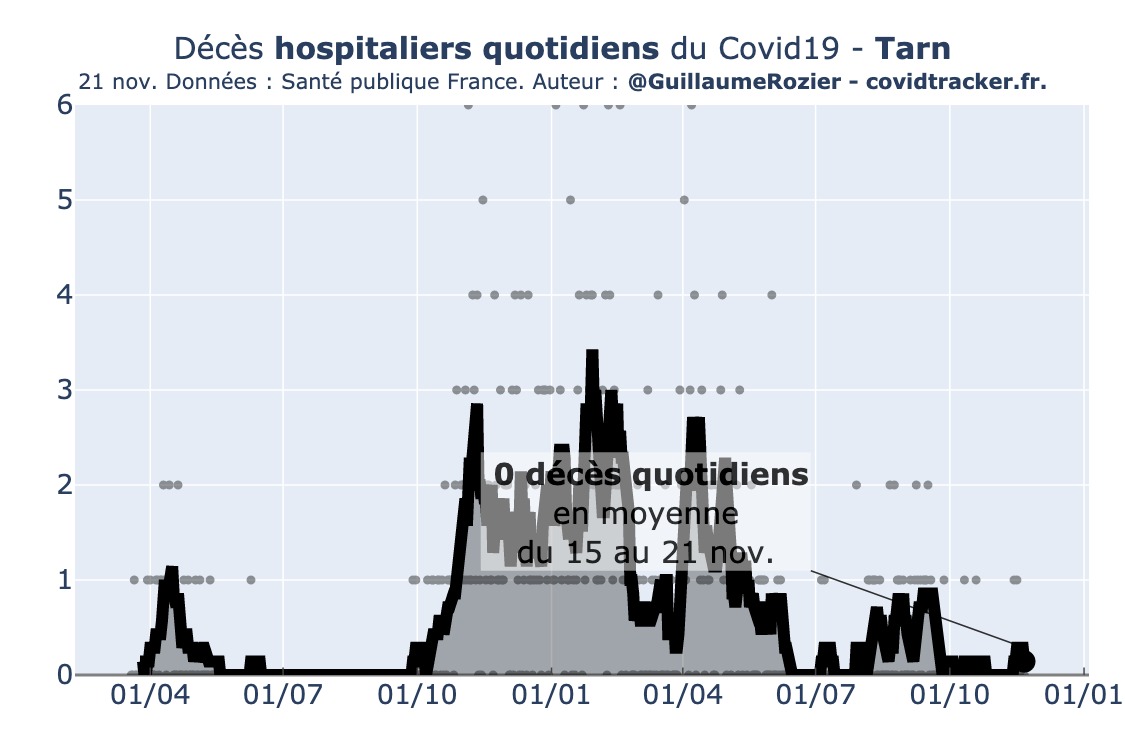 Décès hospitaliers quotidiens du Covid19 - Tarn
21 nov. Données : Santé publique France. Auteur : @GuillaumeRozier - covidtracker.fr.
6
5
4
3
2
1
0
0 décès quotidiens
en moyenne
du 15 au 21 nov.
01/04 01/07 01/10 01/01 01/04 01/07 01/10 01/01